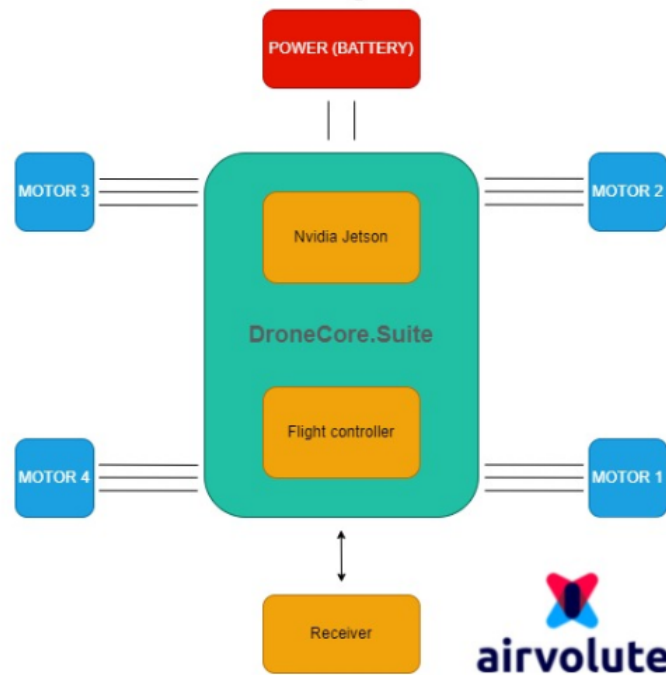 POWER (BATTERY)
MOTOR 3
MOTOR 2
Nvidia Jetson
DroneCore.Suite
Flight controller
MOTOR 4
MOTOR 1
Receiver
airvolute